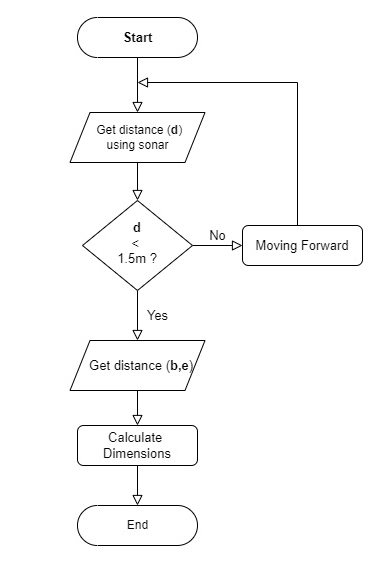 Start
Get distance (d)
using sonar
d
<
1.5m ?
No
Moving Forward
Yes
Get distance (b,e)
Calculate
Dimensions
End